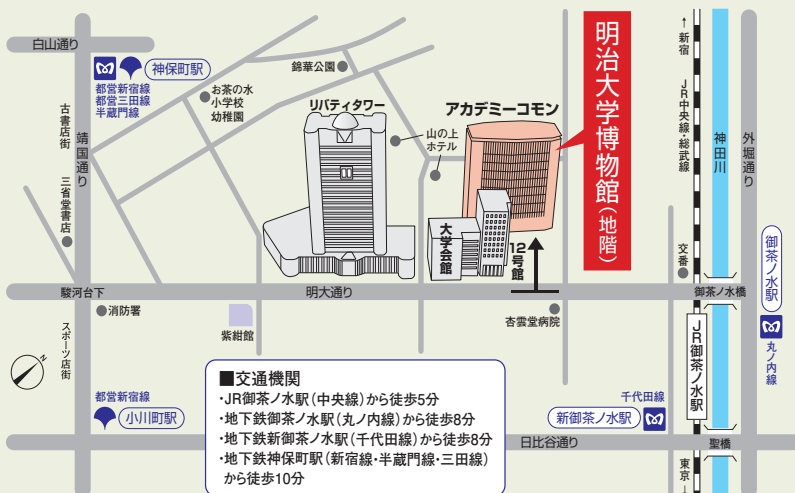 白山通り
神保町駅
都営新宿線
都営三田線
半蔵門線
お茶の水
小学校
幼稚園
錦華公園
リバティタワー
山の上
ホテル
アカデミーコモン
明治大学博物館(地階)
↑新宿
JR中央線・総武線
神田川
外堀通り
古書店街
靖国通り
三省堂書店
大学会館
12号館
交番
御茶ノ水駅
丸ノ内線
駿河台下
明大通り
御茶ノ水橋
消防署
紫紺館
杏雲堂病院
JR御茶ノ水駅
スポーツ店街
N
都営新宿線
小川町駅
■交通機関
・JR御茶ノ水駅(中央線)から徒歩5分
・地下鉄御茶ノ水駅(丸ノ内線)から徒歩8分
・地下鉄新御茶ノ水駅(千代田線)から徒歩8分
・地下鉄神保町駅(新宿線・半蔵門線・三田線)
から徒歩10分
千代田線
新御茶ノ水駅
日比谷通り
聖橋
東京↓